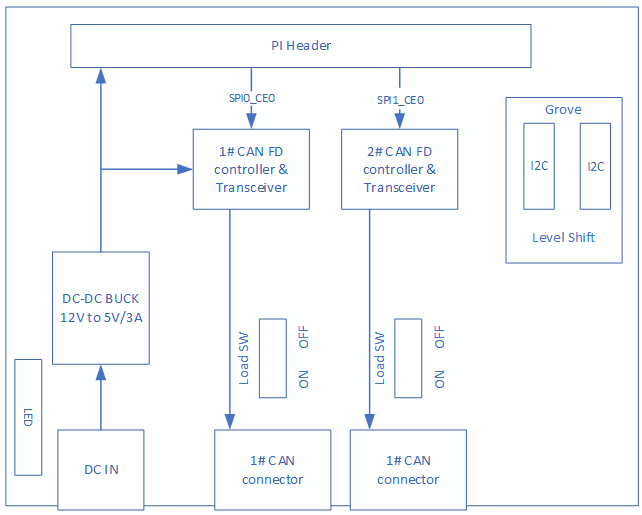 PI Header
SPI0_CE0
SPI1_CE0
Grove
1# CAN FD
controller &
Transceiver
2# CAN FD
controller &
Transceiver
I2C
I2C
Level Shift
DC-DC BUCK
12V to 5V/3A
Load SW
OFF
ON
Load SW
OFF
ON
LED
DC IN
1# CAN
connector
1# CAN
connector